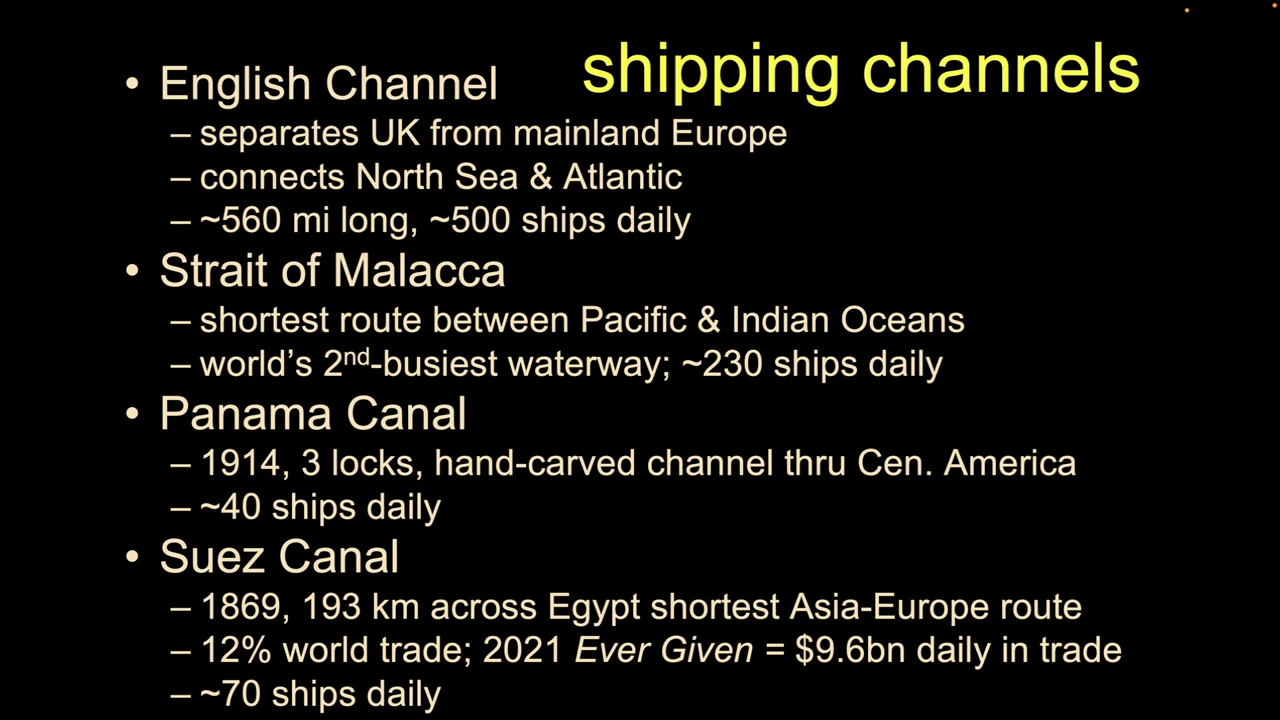 shipping channels
• English Channel
– separates UK from mainland Europe
– connects North Sea & Atlantic
– ~560 mi long, ~500 ships daily
• Strait of Malacca
– shortest route between Pacific & Indian Oceans
– world’s 2nd-busiest waterway; ~230 ships daily
• Panama Canal
– 1914, 3 locks, hand-carved channel thru Cen. America
– ~40 ships daily
• Suez Canal
– 1869, 193 km across Egypt shortest Asia-Europe route
– 12% world trade; 2021 Ever Given = $9.6bn daily in trade
– ~70 ships daily